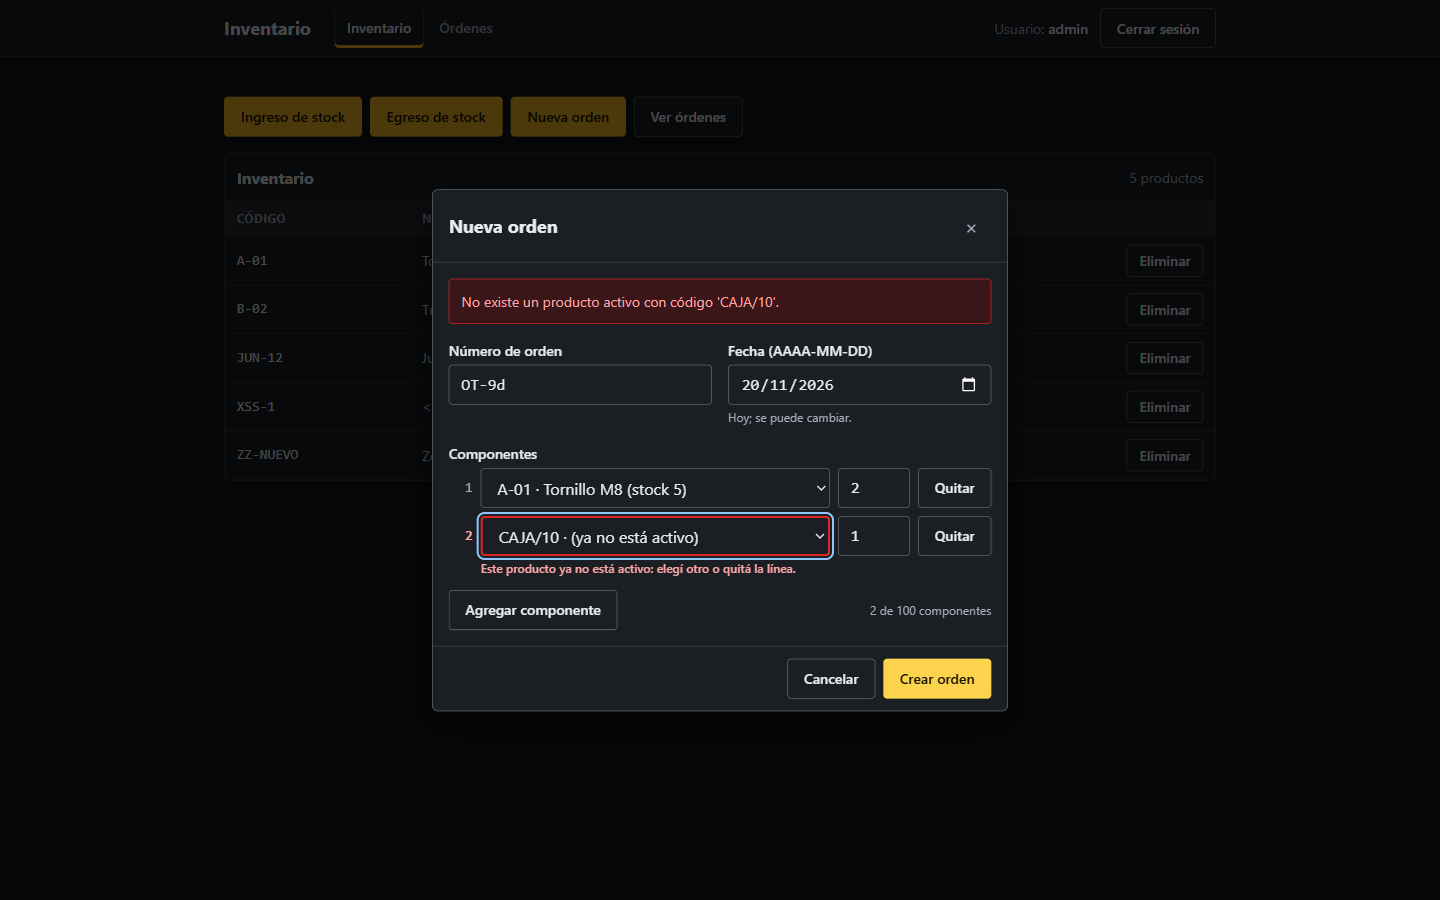 Inventario Inventario Órdenes Usuario: admin Cerrar sesión
Ingreso de stock Egreso de stock Nueva orden Ver órdenes
Inventario 5 productos
CÓDIGO
A-01 Eliminar
B-02 Eliminar
JUN-12 Eliminar
XSS-1 Eliminar
ZZ-NUEVO Eliminar
Nueva orden ×
No existe un producto activo con código 'CAJA/10'.
Número de orden Fecha (AAAA-MM-DD)
OT-9d 20/11/2026
Hoy; se puede cambiar.
Componentes
1 A-01 · Tornillo M8 (stock 5) 2 Quitar
2 CAJA/10 · (ya no está activo) 1 Quitar
Este producto ya no está activo: elegí otro o quitá la línea.
Agregar componente 2 de 100 componentes
Cancelar Crear orden